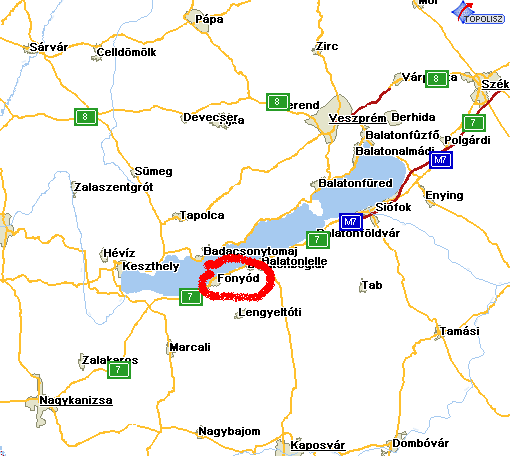 Mór
TOPOLISZ
Pápa
Sárvár
Celldömölk
Zirc
8
Szék
8
8
erend
Devecser
Veszprém
Berhida
7
Balatonfűzfő
Polgárdi
Balatonalmádi
M7
Sümeg
Zalaszentgrót
Balatonfüred
Enying
Tapolca
Siófok
M7
Balatonföldvár
7
Hévíz
Badacsonytomaj
Keszthely
Balatonlelle
Fonyód
7
Tab
Lengyeltóti
Tamási
Marcali
Zalakaros
7
Nagykanizsa
Nagybajom
Kaposvár
Dombóvár